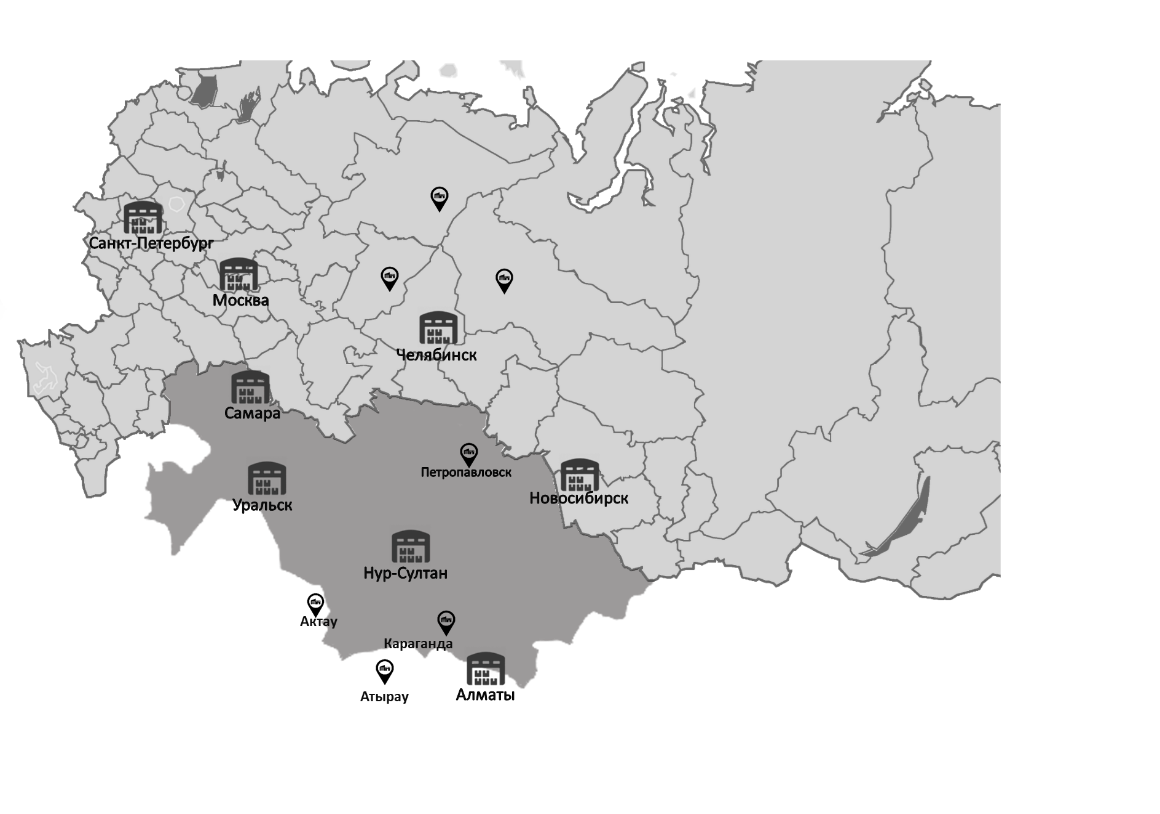 Санкт-Петербург
Москва
Челябинск
Самара
Петропавловск
Новосибирск
Уральск
Нур-Султан
Актау
Караганда
Атырау
Алматы